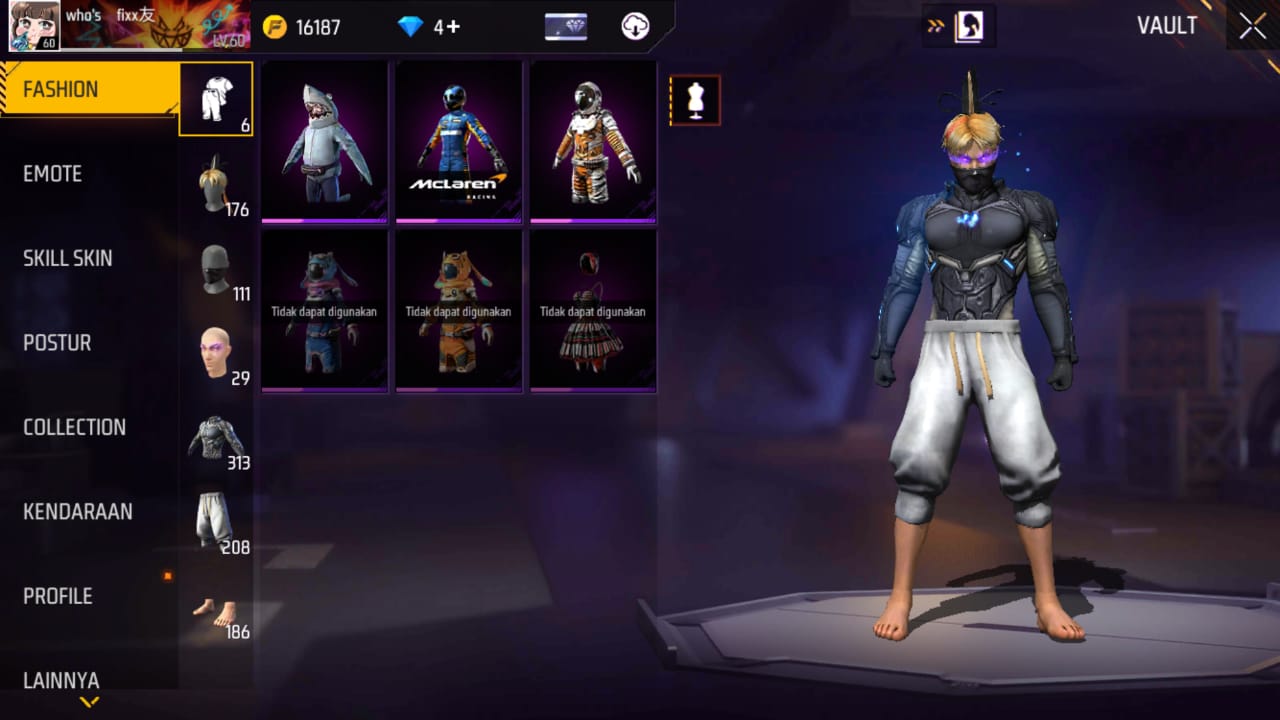 who's fixx友
60
LV.60
16187
4+
VAULT
FASHION
6
EMOTE
176
SKILL SKIN
111
POSTUR
29
COLLECTION
313
KENDARAAN
208
PROFILE
186
LAINNYA
McLaren
RACING
Tidak dapat digunakan
Tidak dapat digunakan
Tidak dapat digunakan